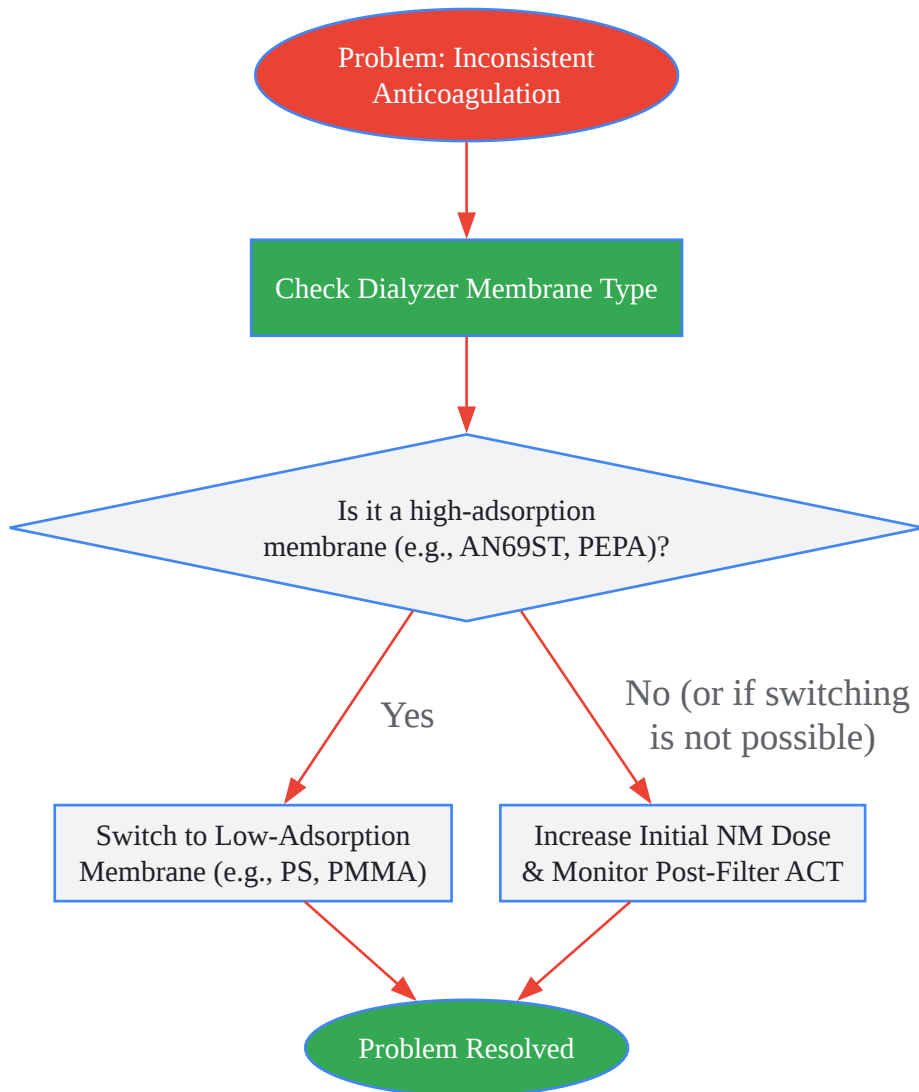 Problem: Inconsistent
Anticoagulation
Check Dialyzer Membrane Type
Is it a high-adsorption
membrane (e.g., AN69ST, PEPA)?
Yes
No (or if switching
is not possible)
Switch to Low-Adsorption
Membrane (e.g., PS, PMMA)
Increase Initial NM Dose
& Monitor Post-Filter ACT
Problem Resolved